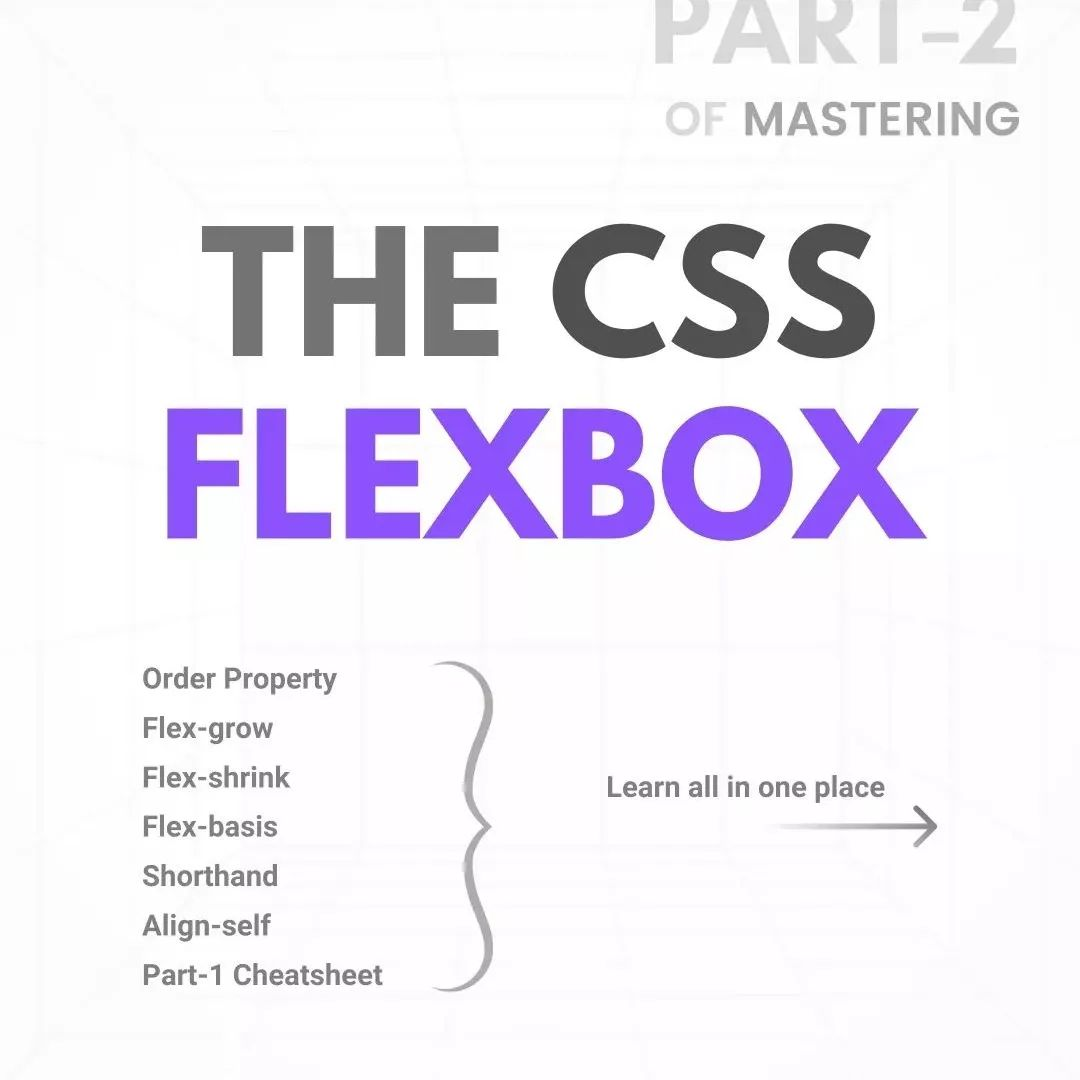 PART-2
OF MASTERING
THE CSS
FLEXBOX
Order Property
Flex-grow
Flex-shrink
Flex-basis
Shorthand
Align-self
Part-1 Cheatsheet
Learn all in one place